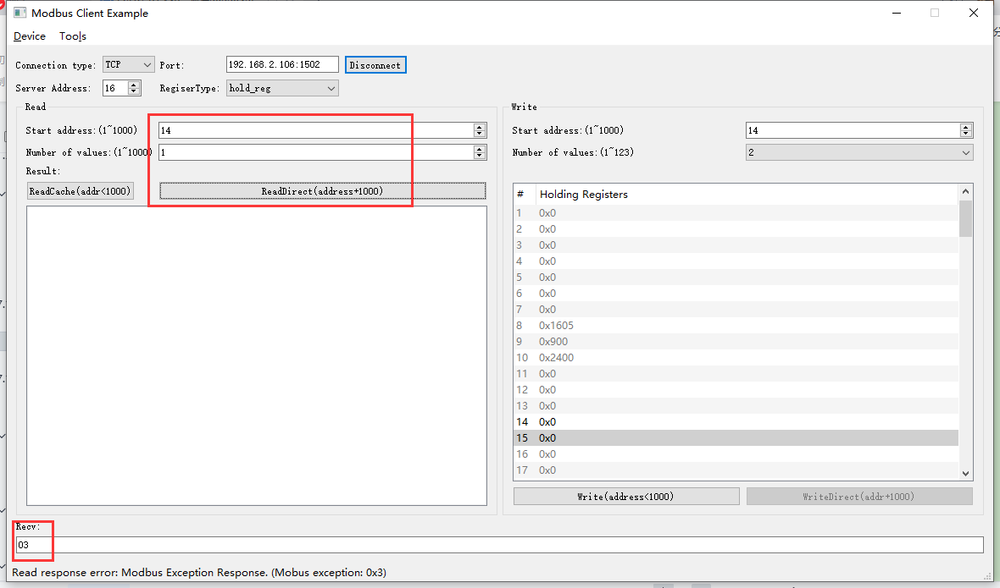 Modbus Client Example
Device Tools
Connection type: TCP Port: 192.168.2.106:1502 Disconnect
Server Address: 16 RegiserType: hold_reg
Read
Start address:(1~1000) 14
Number of values:(1~1000) 1
Result:
ReadCache(addr<1000) ReadDirect(address+1000)
Write
Start address:(1~1000) 14
Number of values:(1~123) 2
# Holding Registers
1 0x0
2 0x0
3 0x0
4 0x0
5 0x0
6 0x0
7 0x0
8 0x1605
9 0x900
10 0x2400
11 0x0
12 0x0
13 0x0
14 0x0
15 0x0
16 0x0
17 0x0
Write(address<1000) WriteDirect(addr+1000)
Recv:
03
Read response error: Modbus Exception Response. (Mobus exception: 0x3)